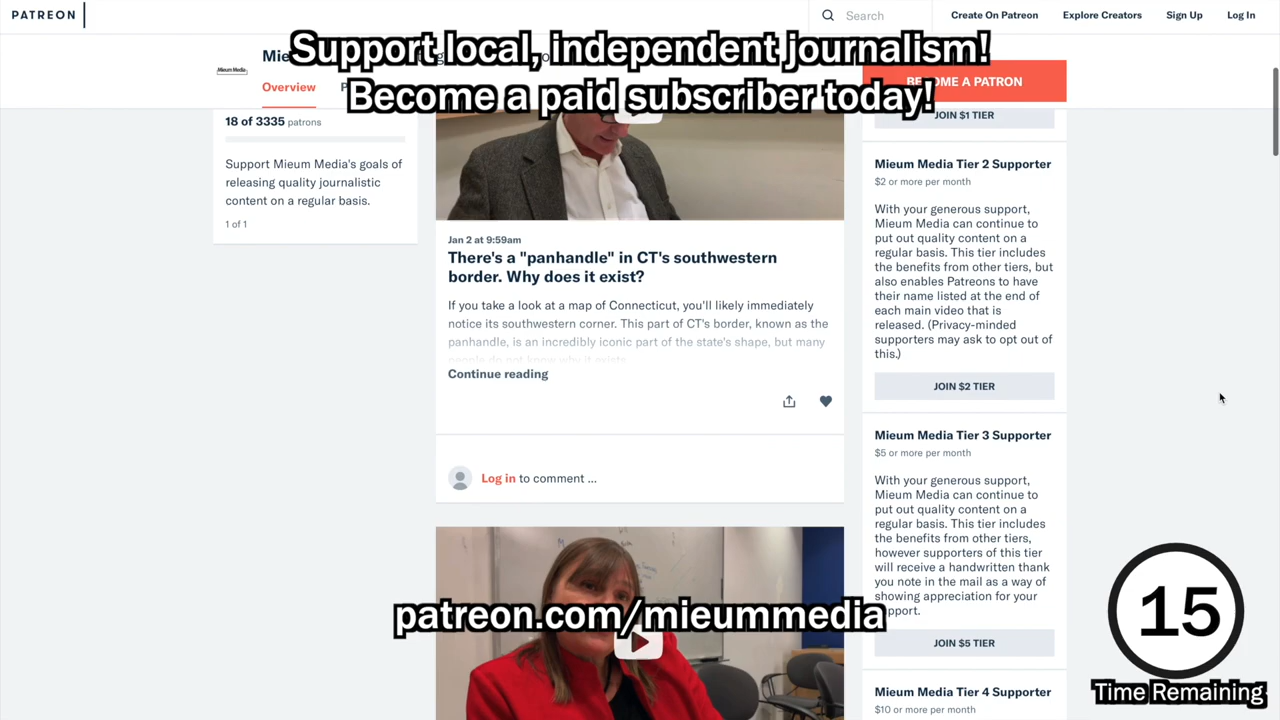 PATREON
Search
Create On Patreon
Explore Creators
Sign Up
Log In
Support local, independent journalism!
Become a paid subscriber today!
Mieum Media
Overview
BECOME A PATRON
18 of 3335 patrons
Support Mieum Media's goals of
releasing quality journalistic
content on a regular basis.
1 of 1
Jan 2 at 9:59am
There's a "panhandle" in CT's southwestern
border. Why does it exist?
If you take a look at a map of Connecticut, you'll likely immediately
notice its southwestern corner. This part of CT's border, known as the
panhandle, is an incredibly iconic part of the state's shape, but many
people do not know why it exists.
Continue reading
Log in to comment ...
JOIN $1 TIER
Mieum Media Tier 2 Supporter
$2 or more per month
With your generous support,
Mieum Media can continue to
put out quality content on a
regular basis. This tier includes
the benefits from other tiers, but
also enables Patreons to have
their name listed at the end of
each main video that is
released. (Privacy-minded
supporters may ask to opt out of
this.)
JOIN $2 TIER
Mieum Media Tier 3 Supporter
$5 or more per month
With your generous support,
Mieum Media can continue to
put out quality content on a
regular basis. This tier includes
the benefits from other tiers,
however supporters of this tier
will receive a handwritten thank
you note in the mail as a way of
showing appreciation for your
support.
JOIN $5 TIER
Mieum Media Tier 4 Supporter
$10 or more per month
patreon.com/mieummedia
15
Time Remaining